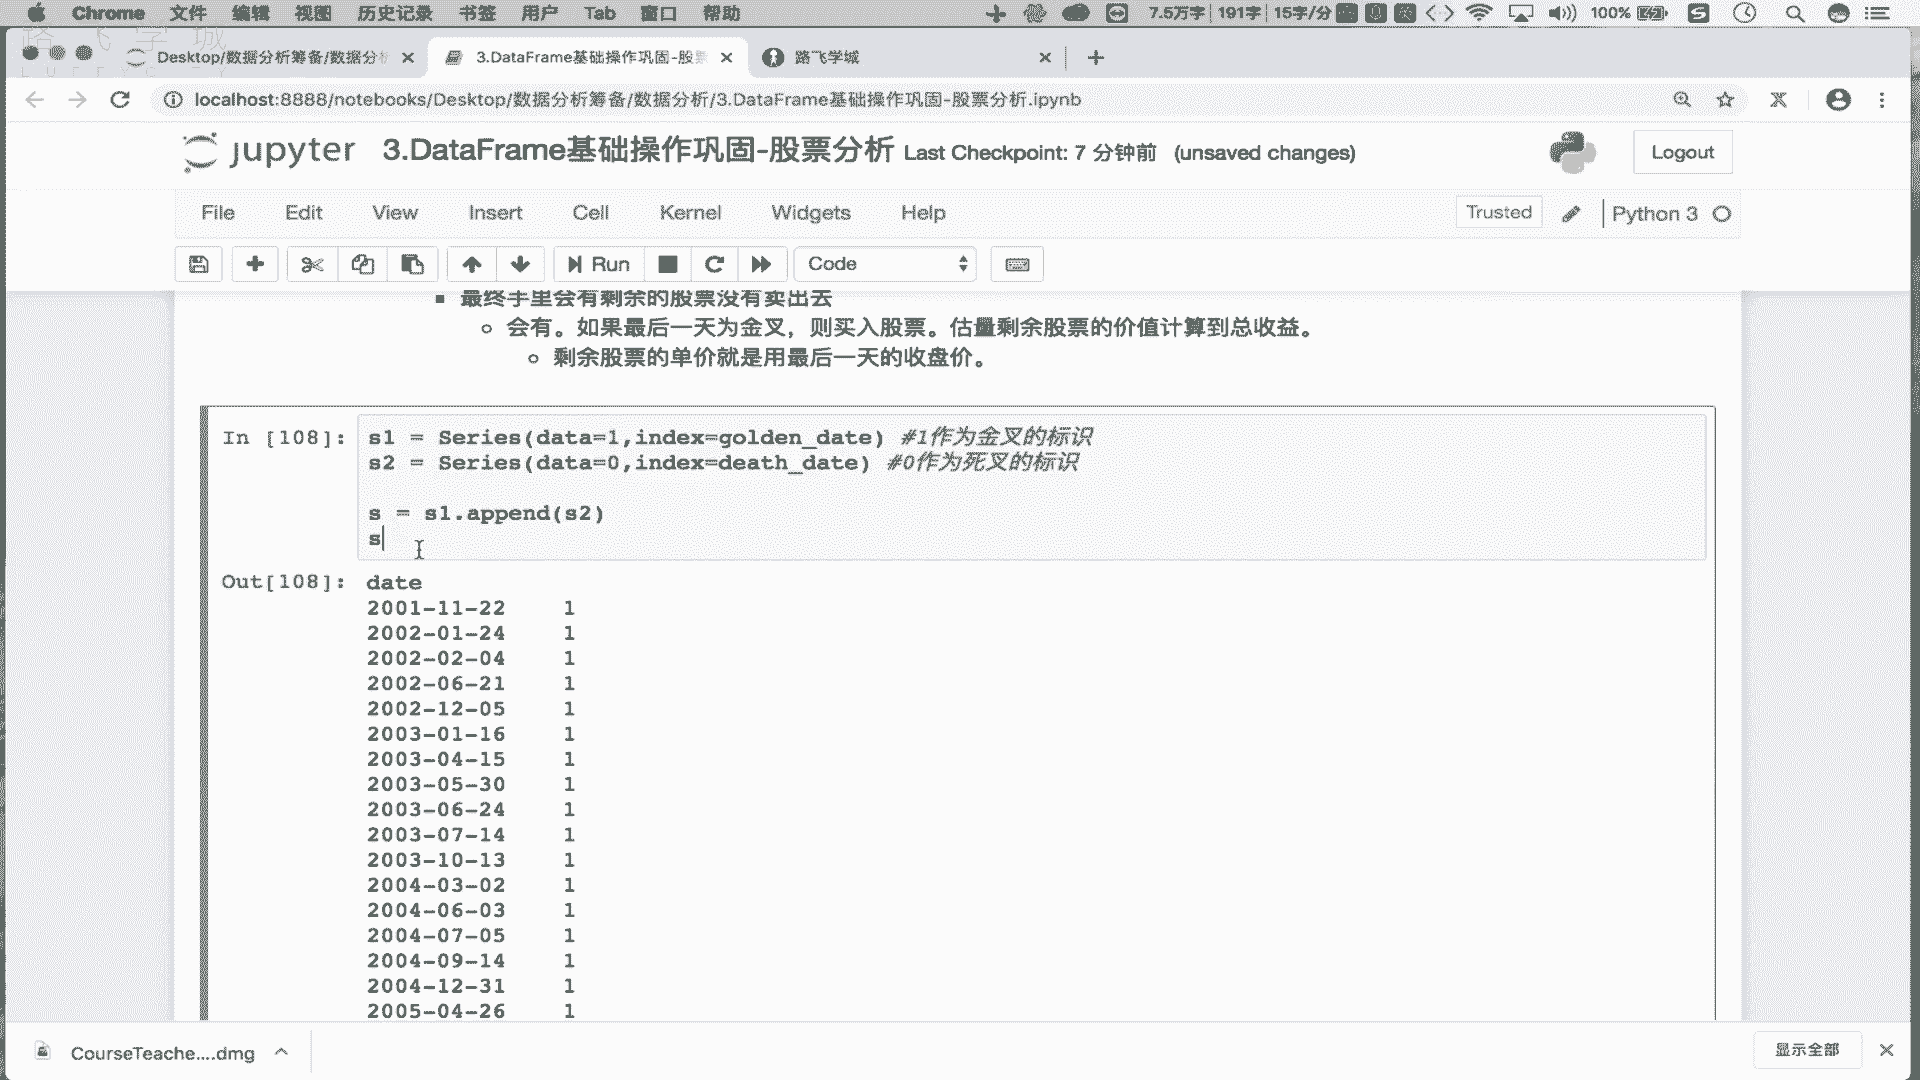 Chrome 文件 编辑 视图 历史记录 书签 用户 Tab 窗口 帮助 7.5万字 191字 15字/分 100%
Desktop/数据分析筹备/数据分析
3.DataFrame基础操作巩固-股票
路飞学城
localhost:8888/notebooks/Desktop/数据分析筹备/数据分析/3.DataFrame基础操作巩固-股票分析.ipynb
jupyter 3.DataFrame基础操作巩固-股票分析 Last Checkpoint: 7 分钟前 (unsaved changes)
Logout
File Edit View Insert Cell Kernel Widgets Help
Trusted Python 3
Run Code
最终手里会有剩余的股票没有卖出去
会有。如果最后一天为金叉，则买入股票。估量剩余股票的价值计算到总收益。
剩余股票的单价就是用最后一天的收盘价。
In [108]: s1 = Series(data=1,index=golden_date) #1作为金叉的标识
s2 = Series(data=0,index=death_date) #0作为死叉的标识
s = s1.append(s2)
s
Out[108]: date
2001-11-22 1
2002-01-24 1
2002-02-04 1
2002-06-21 1
2002-12-05 1
2003-01-16 1
2003-04-15 1
2003-05-30 1
2003-06-24 1
2003-07-14 1
2003-10-13 1
2004-03-02 1
2004-06-03 1
2004-07-05 1
2004-09-14 1
2004-12-31 1
2005-04-26 1
CourseTeache....dmg
显示全部